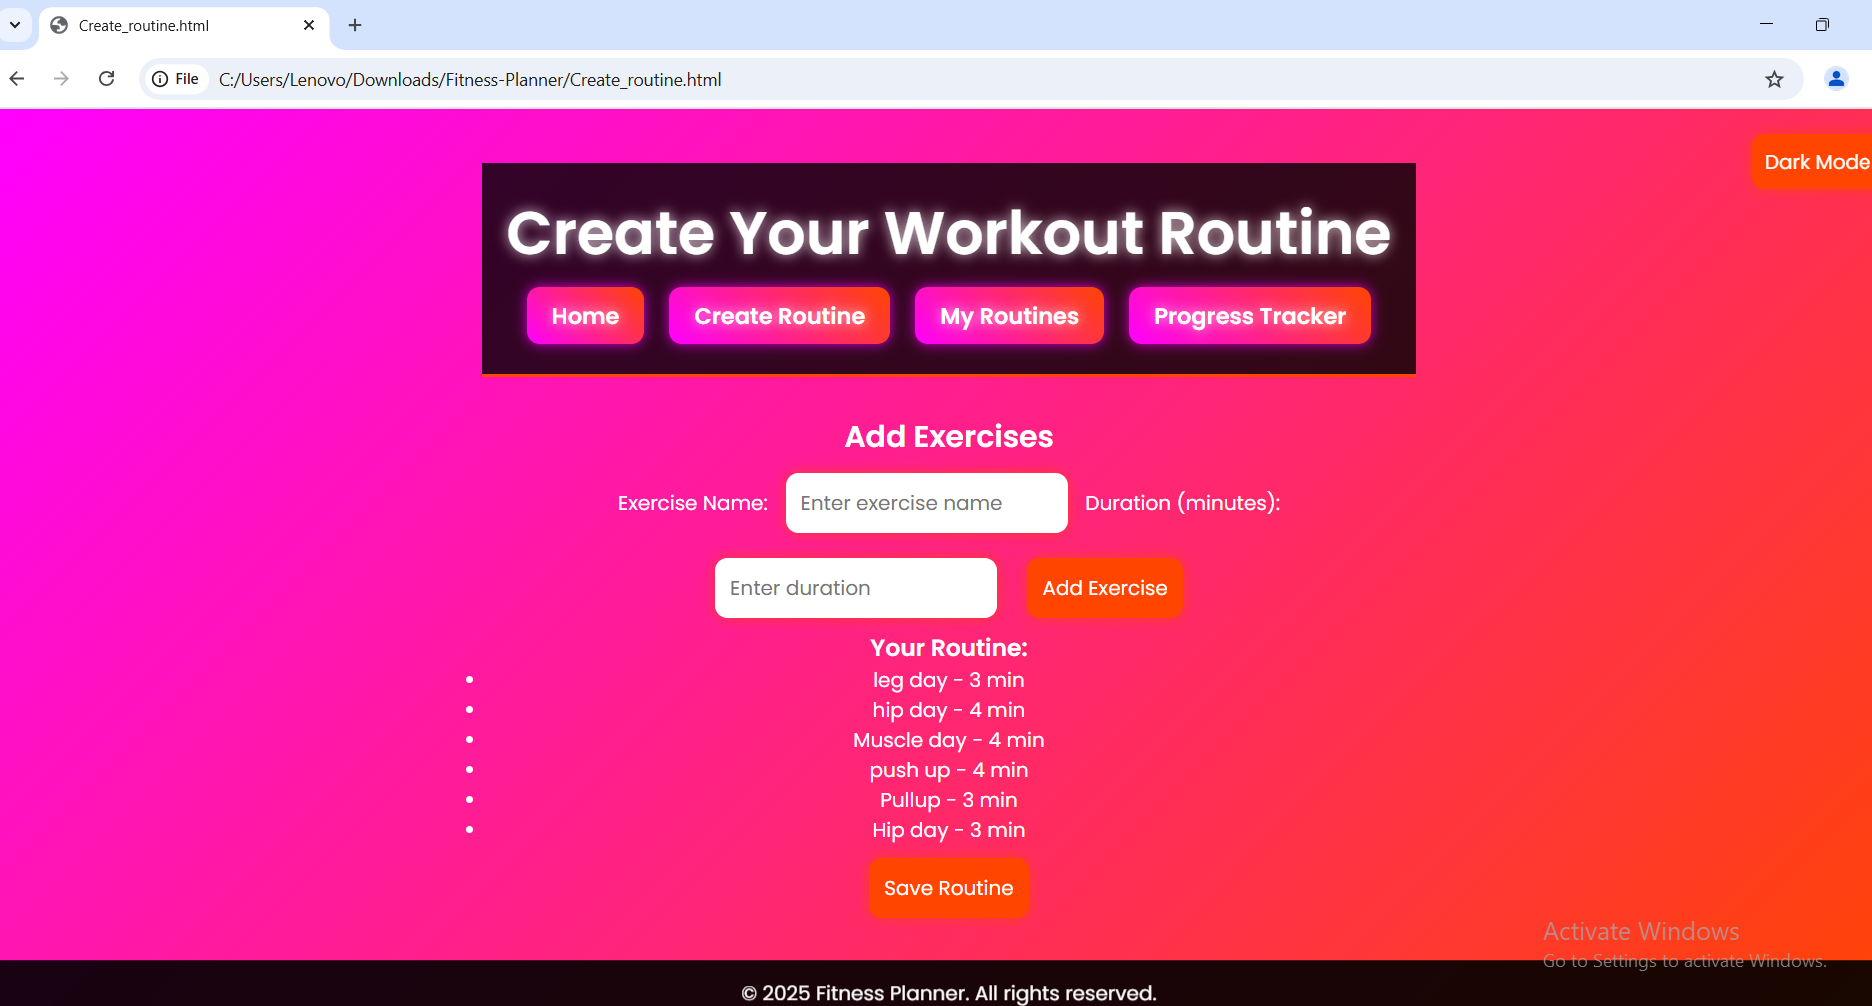 Create_routine.html
File C:/Users/Lenovo/Downloads/Fitness-Planner/Create_routine.html
Dark Mode
Create Your Workout Routine
Home Create Routine My Routines Progress Tracker
Add Exercises
Exercise Name: Enter exercise name Duration (minutes):
Enter duration Add Exercise
Your Routine:
leg day - 3 min
hip day - 4 min
Muscle day - 4 min
push up - 4 min
Pullup - 3 min
Hip day - 3 min
Save Routine
Activate Windows
Go to Settings to activate Windows.
© 2025 Fitness Planner. All rights reserved.